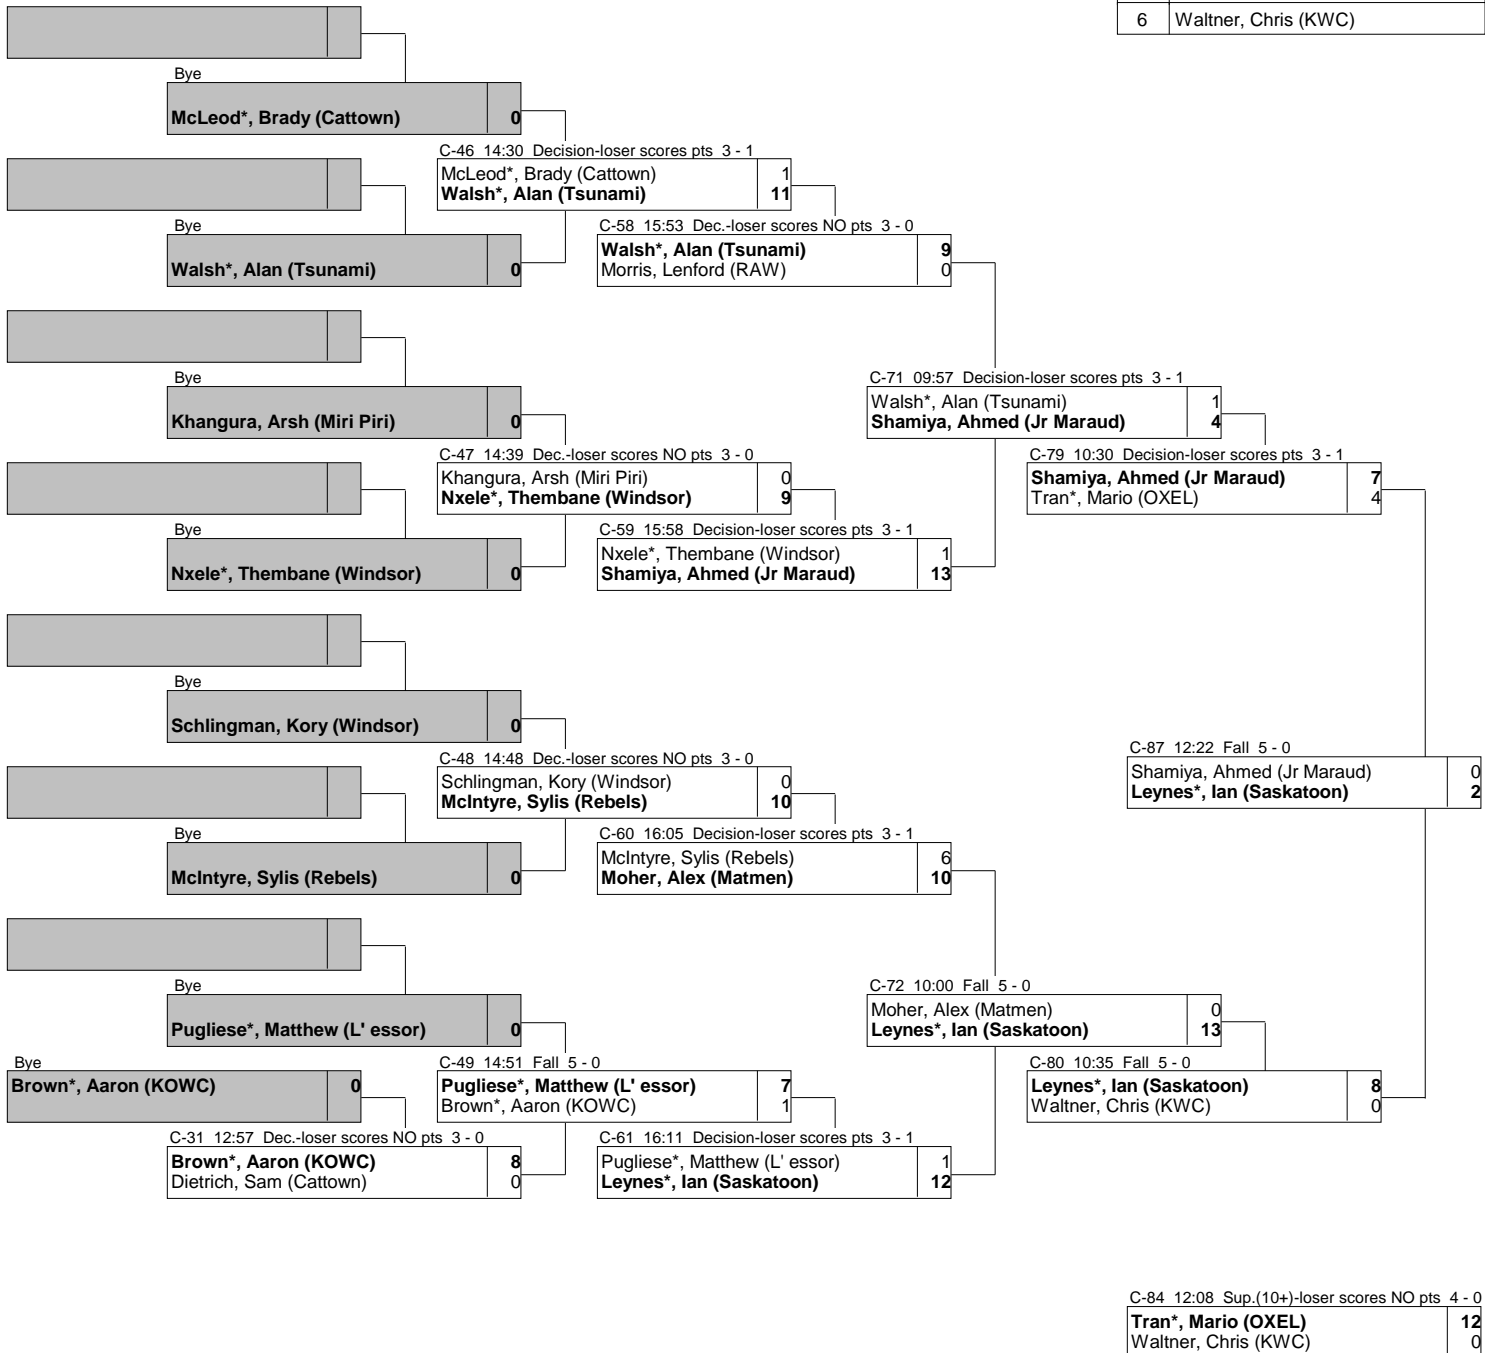 6 Waltner, Chris (KWC)
Bye
McLeod*, Brady (Cattown) 0
C-46 14:30 Decision-loser scores pts 3 - 1
McLeod*, Brady (Cattown) 1
Walsh*, Alan (Tsunami) 11
Bye
Walsh*, Alan (Tsunami) 0
C-58 15:53 Dec.-loser scores NO pts 3 - 0
Walsh*, Alan (Tsunami) 9
Morris, Lenford (RAW) 0
Bye
Khangura, Arsh (Miri Piri) 0
C-71 09:57 Decision-loser scores pts 3 - 1
Walsh*, Alan (Tsunami) 1
Shamiya, Ahmed (Jr Maraud) 4
C-47 14:39 Dec.-loser scores NO pts 3 - 0
Khangura, Arsh (Miri Piri) 0
Nxele*, Thembane (Windsor) 9
C-79 10:30 Decision-loser scores pts 3 - 1
Shamiya, Ahmed (Jr Maraud) 7
Tran*, Mario (OXEL) 4
Bye
Nxele*, Thembane (Windsor) 0
C-59 15:58 Decision-loser scores pts 3 - 1
Nxele*, Thembane (Windsor) 1
Shamiya, Ahmed (Jr Maraud) 13
Bye
Schlingman, Kory (Windsor) 0
C-48 14:48 Dec.-loser scores NO pts 3 - 0
Schlingman, Kory (Windsor) 0
McIntyre, Sylis (Rebels) 10
C-87 12:22 Fall 5 - 0
Shamiya, Ahmed (Jr Maraud) 0
Leynes*, Ian (Saskatoon) 2
Bye
McIntyre, Sylis (Rebels) 0
C-60 16:05 Decision-loser scores pts 3 - 1
McIntyre, Sylis (Rebels) 6
Moher, Alex (Matmen) 10
Bye
Pugliese*, Matthew (L' essor) 0
C-72 10:00 Fall 5 - 0
Moher, Alex (Matmen) 0
Leynes*, Ian (Saskatoon) 13
Bye
Brown*, Aaron (KOWC) 0
C-49 14:51 Fall 5 - 0
Pugliese*, Matthew (L' essor) 7
Brown*, Aaron (KOWC) 1
C-80 10:35 Fall 5 - 0
Leynes*, Ian (Saskatoon) 8
Waltner, Chris (KWC) 0
C-31 12:57 Dec.-loser scores NO pts 3 - 0
Brown*, Aaron (KOWC) 8
Dietrich, Sam (Cattown) 0
C-61 16:11 Decision-loser scores pts 3 - 1
Pugliese*, Matthew (L' essor) 1
Leynes*, Ian (Saskatoon) 12
C-84 12:08 Sup.(10+)-loser scores NO pts 4 - 0
Tran*, Mario (OXEL) 12
Waltner, Chris (KWC) 0